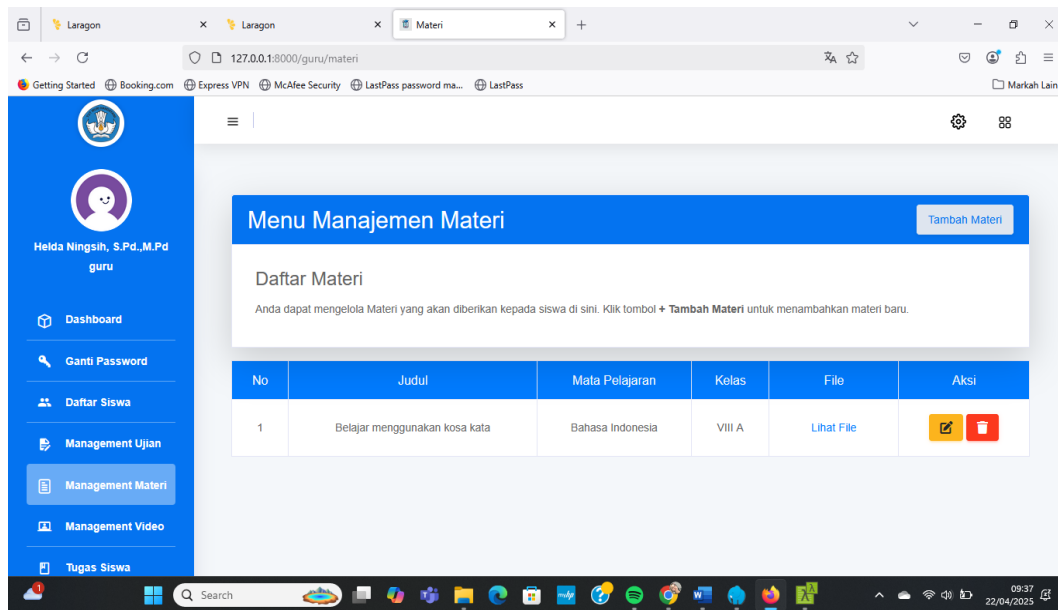 Laragon
Laragon
Materi
127.0.0.1:8000/guru/materi
Getting Started Booking.com Express VPN McAfee Security LastPass password ma... LastPass Markah Lain
Helda Ningsih, S.Pd.,M.Pd
guru
Dashboard
Ganti Password
Daftar Siswa
Management Ujian
Management Materi
Management Video
Tugas Siswa
Menu Manajemen Materi
Tambah Materi
Daftar Materi
Anda dapat mengelola Materi yang akan diberikan kepada siswa di sini. Klik tombol + Tambah Materi untuk menambahkan materi baru.
No Judul Mata Pelajaran Kelas File Aksi
1 Belajar menggunakan kosa kata Bahasa Indonesia VIII A Lihat File
1
Search
09:37
22/04/2025